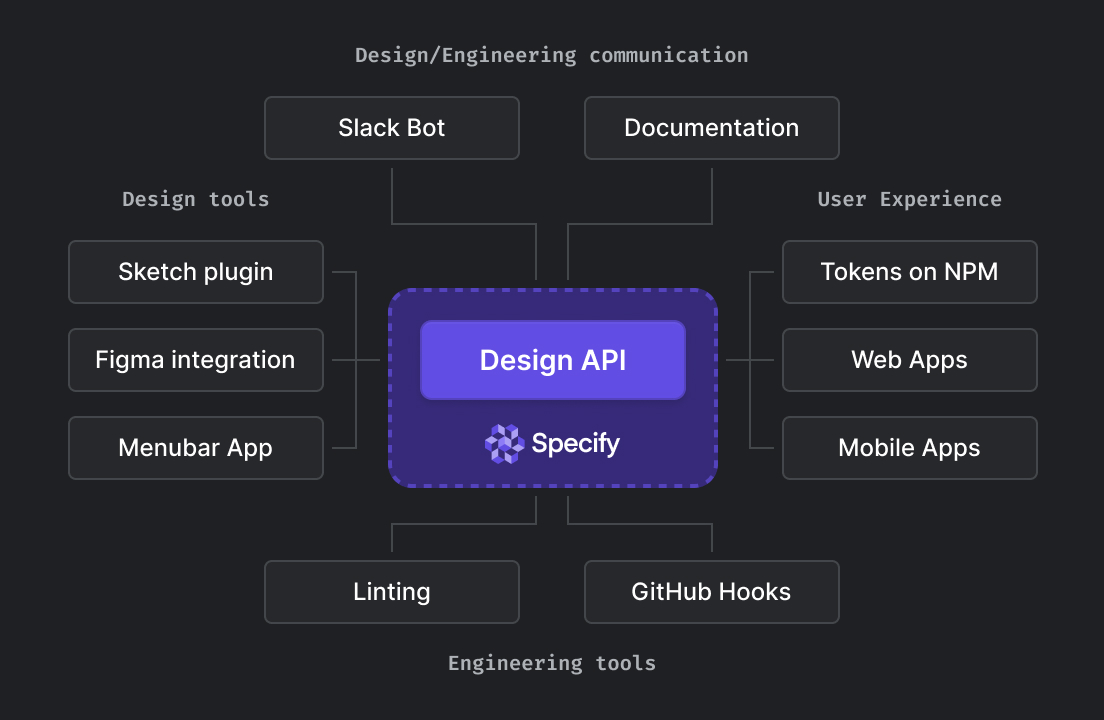 Design/Engineering communication
Slack Bot
Documentation
Design tools
User Experience
Sketch plugin
Tokens on NPM
Figma integration
Design API
Web Apps
Menubar App
Specify
Mobile Apps
Linting
GitHub Hooks
Engineering tools